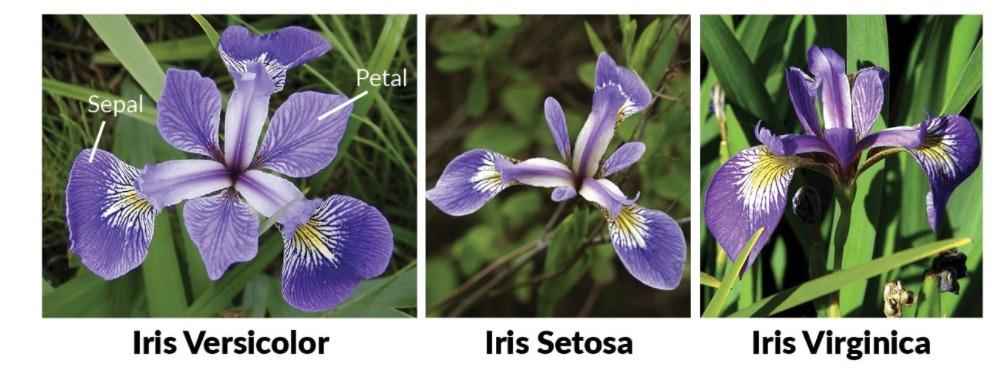 Sepal
Petal
Iris Versicolor
Iris Setosa
Iris Virginica